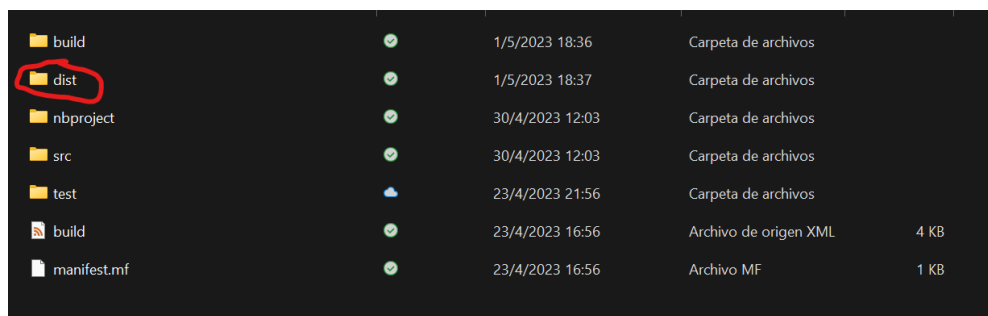 build 1/5/2023 18:36 Carpeta de archivos
dist 1/5/2023 18:37 Carpeta de archivos
nbproject 30/4/2023 12:03 Carpeta de archivos
src 30/4/2023 12:03 Carpeta de archivos
test 23/4/2023 21:56 Carpeta de archivos
build 23/4/2023 16:56 Archivo de origen XML 4 KB
manifest.mf 23/4/2023 16:56 Archivo MF 1 KB